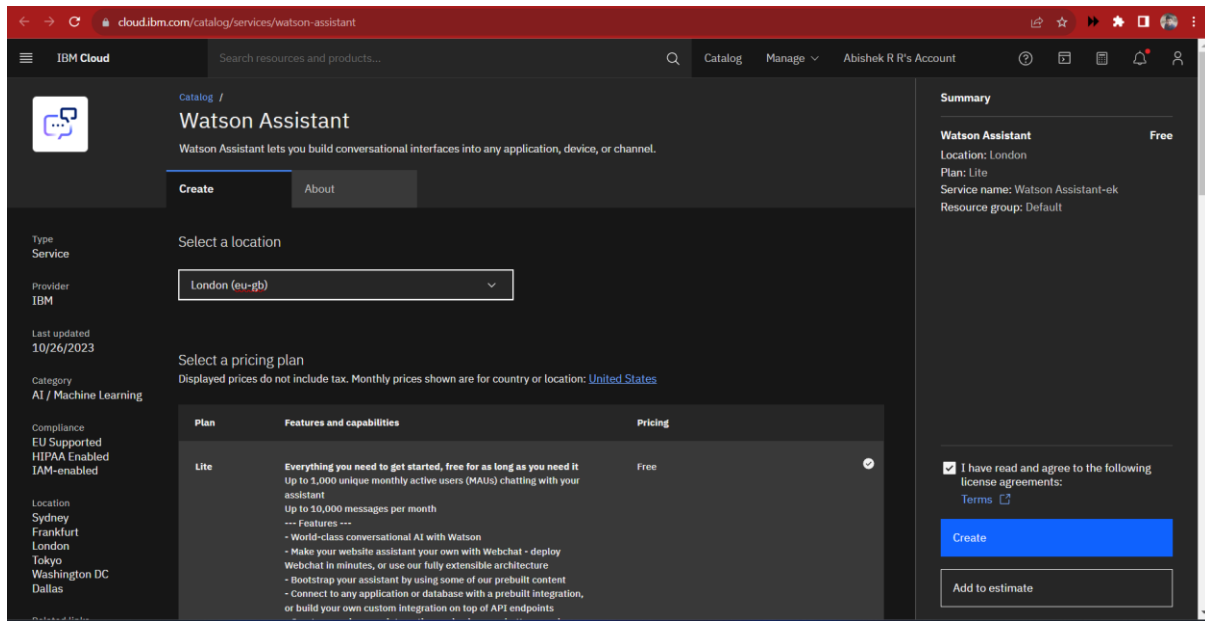 cloud.ibm.com/catalog/services/watson-assistant
IBM Cloud
Search resources and products...
Catalog
Manage
Abishek R R's Account
Catalog /
Watson Assistant
Watson Assistant lets you build conversational interfaces into any application, device, or channel.
Create
About
Type
Service
Provider
IBM
Last updated
10/26/2023
Category
AI / Machine Learning
Compliance
EU Supported
HIPAA Enabled
IAM-enabled
Location
Sydney
Frankfurt
London
Tokyo
Washington DC
Dallas
Related links
Select a location
London (eu-gb)
Select a pricing plan
Displayed prices do not include tax. Monthly prices shown are for country or location: United States
Plan Features and capabilities Pricing
Lite Everything you need to get started, free for as long as you need it Free
Up to 1,000 unique monthly active users (MAUs) chatting with your
assistant
Up to 10,000 messages per month
--- Features ---
- World-class conversational AI with Watson
- Make your website assistant your own with Webchat - deploy
Webchat in minutes, or use our fully extensible architecture
- Bootstrap your assistant by using some of our prebuilt content
- Connect to any application or database with a prebuilt integration,
or build your own custom integration on top of API endpoints
Summary
Watson Assistant Free
Location: London
Plan: Lite
Service name: Watson Assistant-ek
Resource group: Default
I have read and agree to the following
license agreements:
Terms
Create
Add to estimate